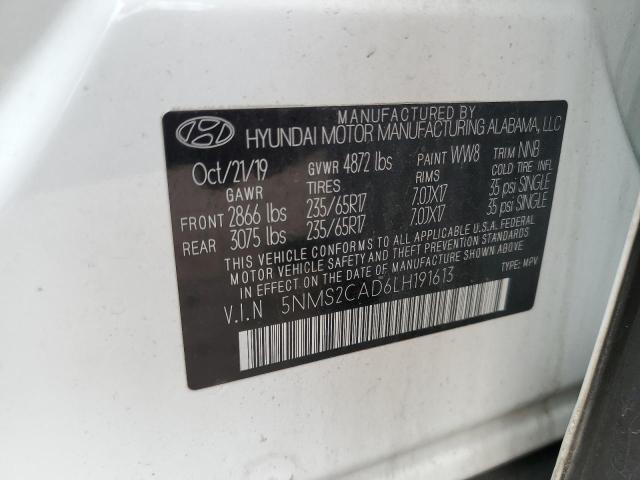 MANUFACTURED BY
HYUNDAI MOTOR MANUFACTURING ALABAMA, LLC
Oct/21/19 GVWR 4872 lbs PAINT WW8 TRIM NNB
GAWR TIRES RIMS COLD TIRE INFL
FRONT 2866 lbs 235/65R17 7.0JX17 35 psi SINGLE
REAR 3075 lbs 235/65R17 7.0JX17 35 psi SINGLE
THIS VEHICLE CONFORMS TO ALL APPLICABLE U.S.A. FEDERAL
MOTOR VEHICLE SAFETY AND THEFT PREVENTION STANDARDS
IN EFFECT ON THE DATE OF MANUFACTURE SHOWN ABOVE.
V.I.N 5NMS2CAD6LH191613 TYPE: MPV